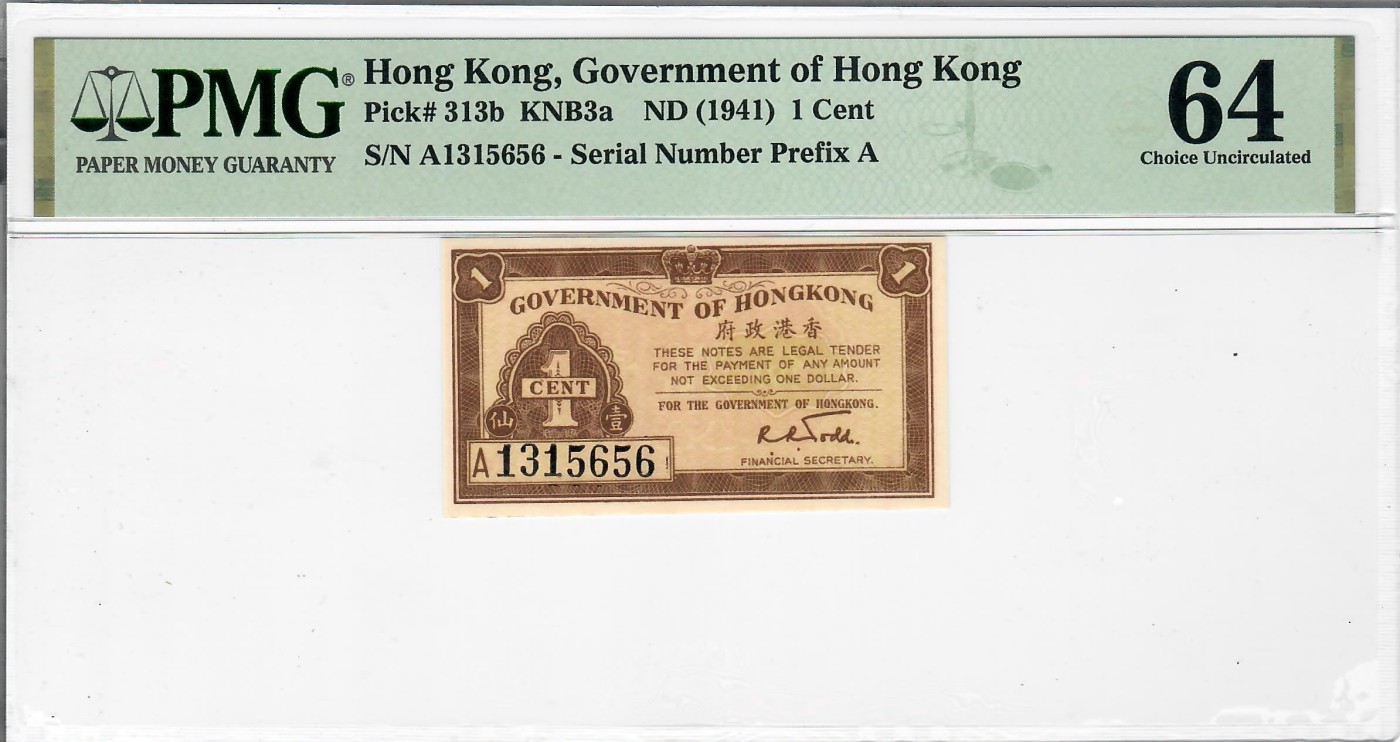 PMG®
PAPER MONEY GUARANTY
Hong Kong, Government of Hong Kong
Pick# 313b KNB3a ND (1941) 1 Cent
S/N A1315656 - Serial Number Prefix A
64
Choice Uncirculated
1
1
GOVERNMENT OF HONGKONG
府政港香
THESE NOTES ARE LEGAL TENDER
FOR THE PAYMENT OF ANY AMOUNT
NOT EXCEEDING ONE DOLLAR.
1
CENT
仙 壹
FOR THE GOVERNMENT OF HONGKONG.
R R Todd.
FINANCIAL SECRETARY.
A 1315656